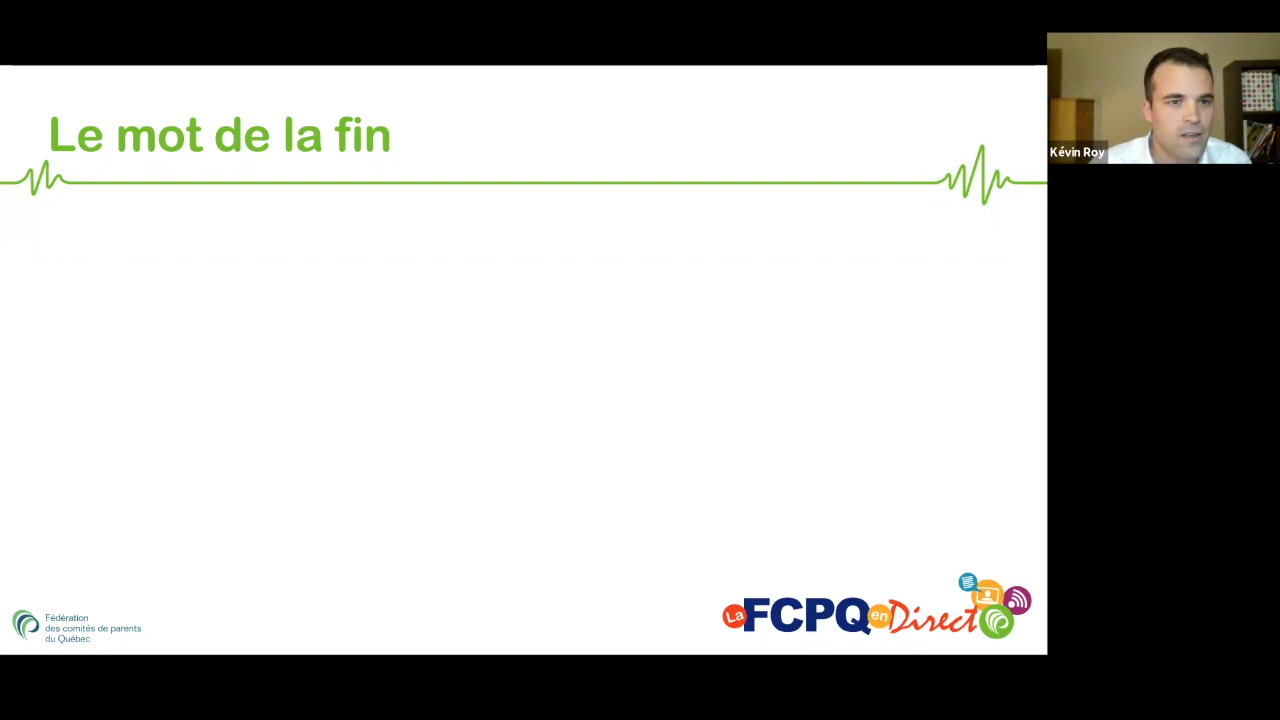 Le mot de la fin
Kévin Roy
Fédération
des comités de parents
du Québec
La FCPQ en Direct